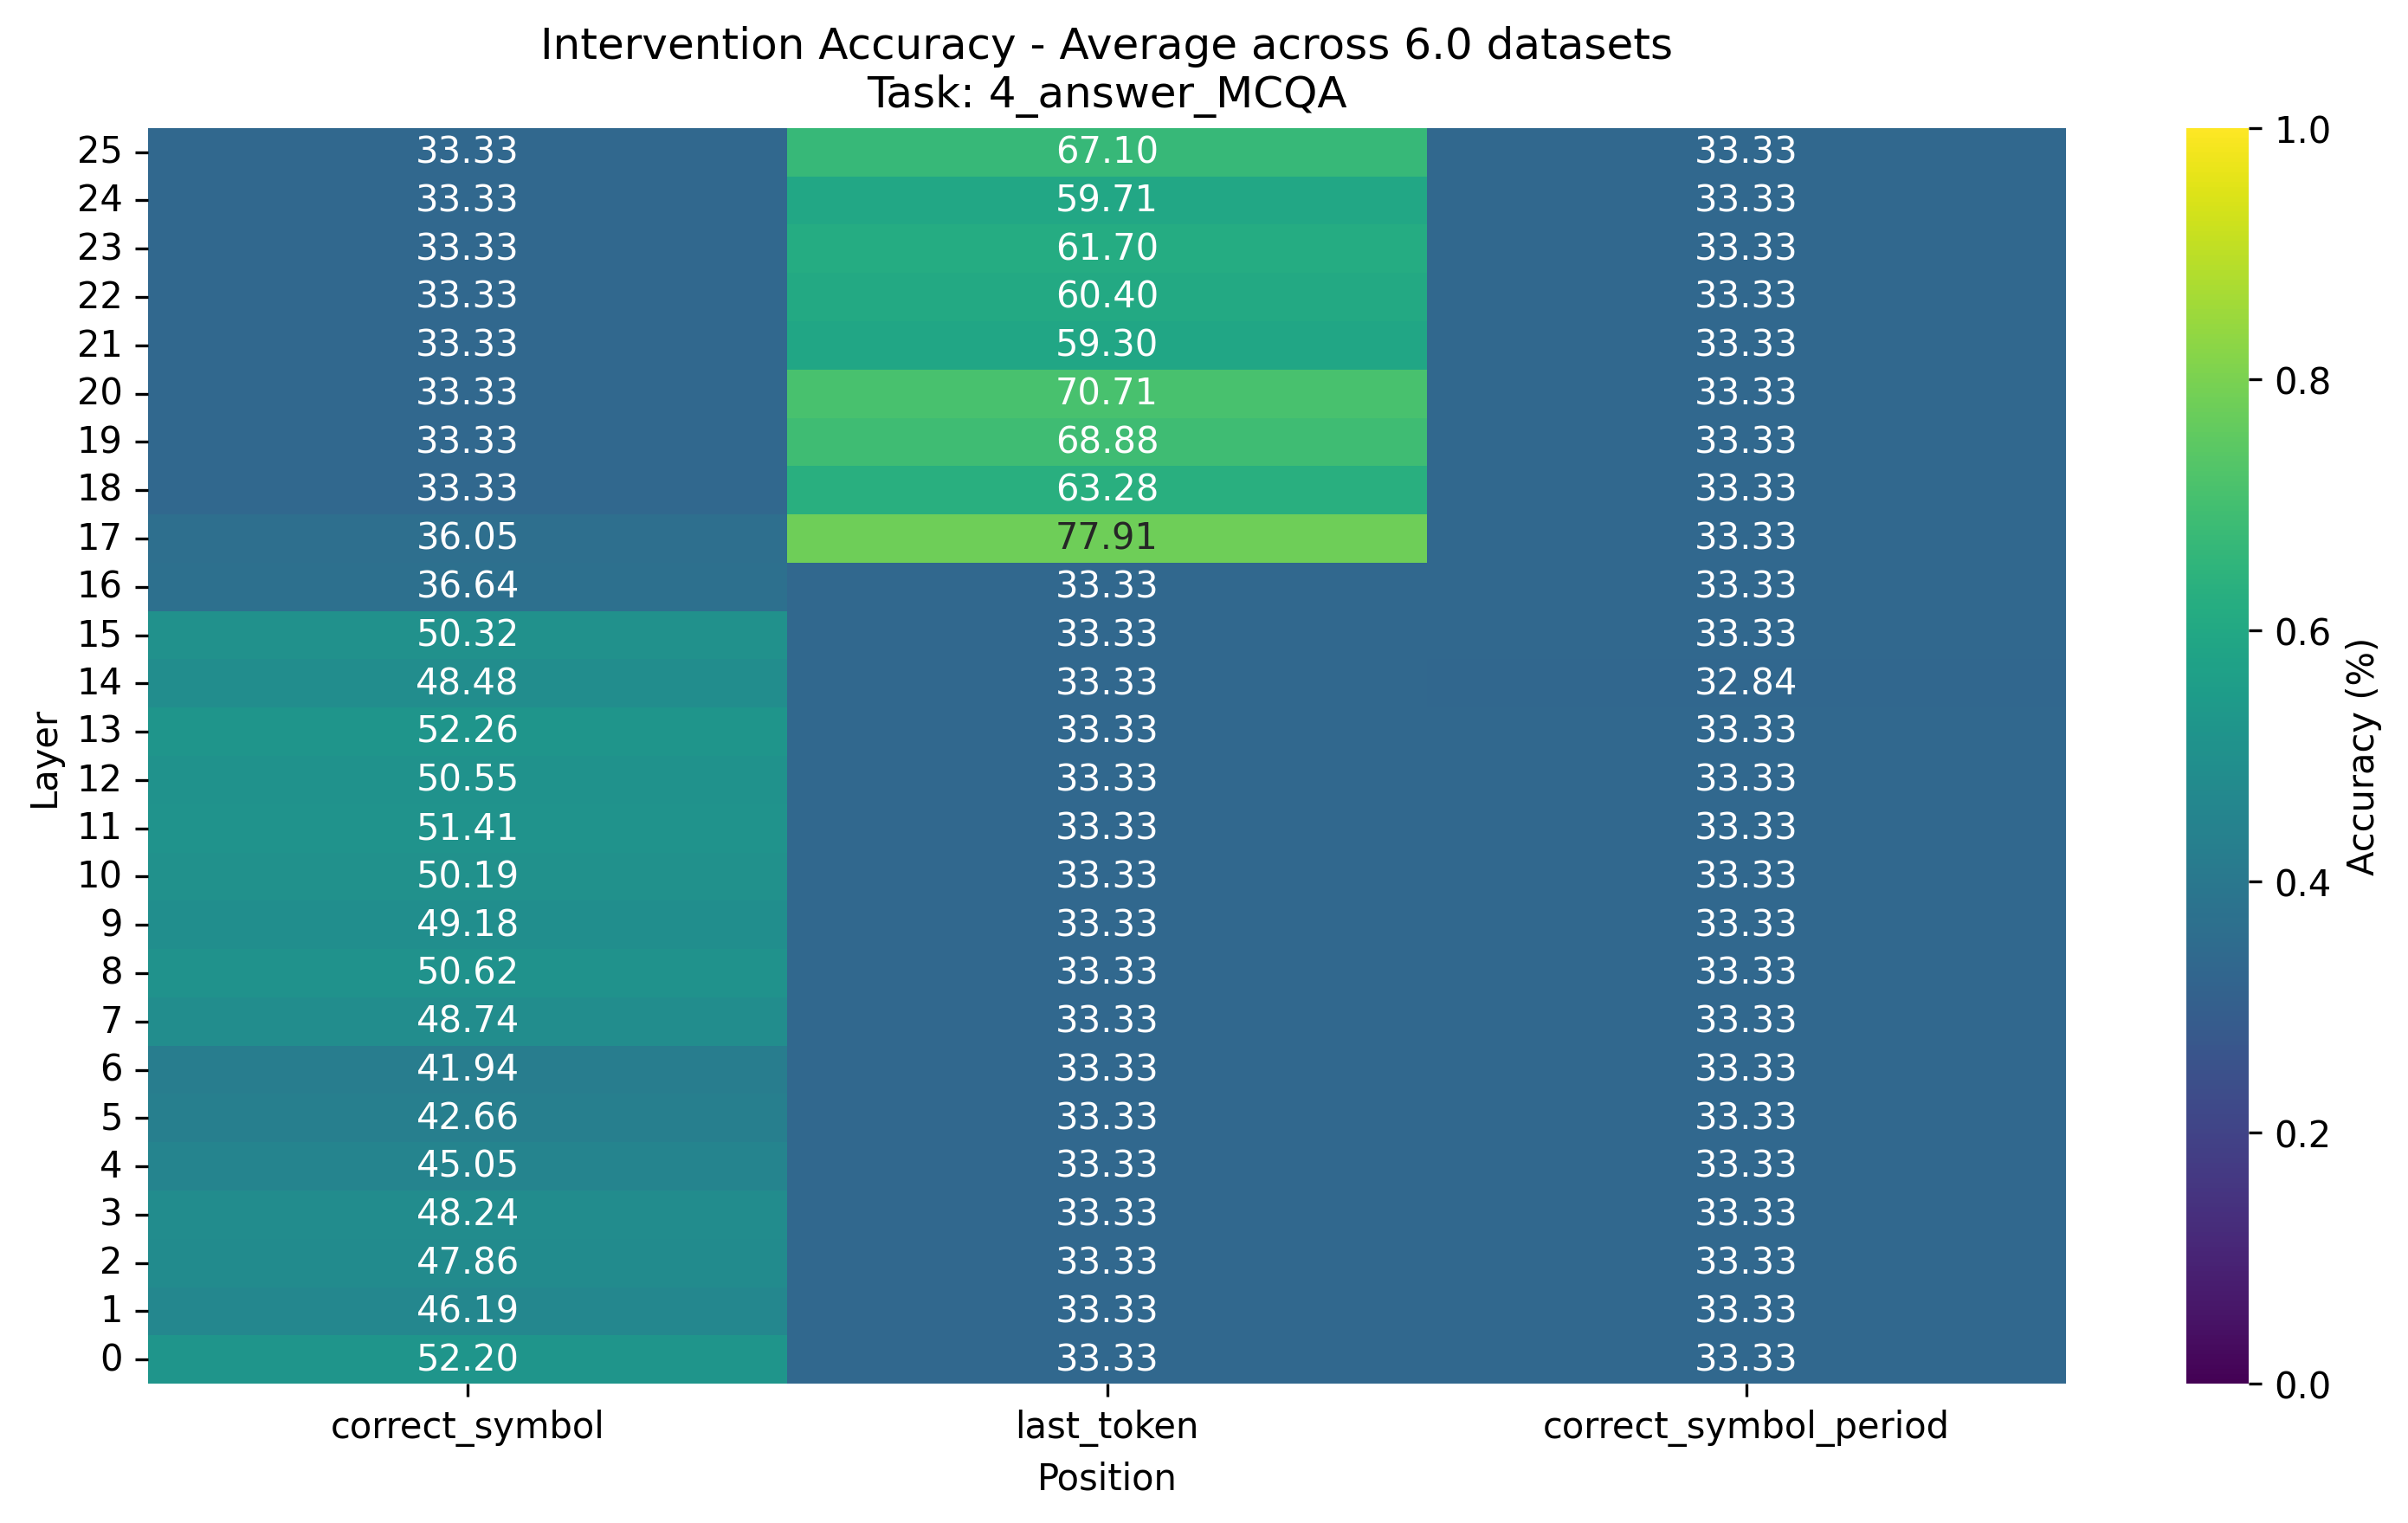 Intervention Accuracy - Average across 6.0 datasets
Task: 4_answer_MCQA
25 33.33 67.10 33.33
24 33.33 59.71 33.33
23 33.33 61.70 33.33
22 33.33 60.40 33.33
21 33.33 59.30 33.33
20 33.33 70.71 33.33
19 33.33 68.88 33.33
18 33.33 63.28 33.33
17 36.05 77.91 33.33
16 36.64 33.33 33.33
15 50.32 33.33 33.33
14 48.48 33.33 32.84
13 52.26 33.33 33.33
12 50.55 33.33 33.33
11 51.41 33.33 33.33
10 50.19 33.33 33.33
9 49.18 33.33 33.33
8 50.62 33.33 33.33
7 48.74 33.33 33.33
6 41.94 33.33 33.33
5 42.66 33.33 33.33
4 45.05 33.33 33.33
3 48.24 33.33 33.33
2 47.86 33.33 33.33
1 46.19 33.33 33.33
0 52.20 33.33 33.33
Layer
correct_symbol last_token correct_symbol_period
Position
1.0
0.8
0.6
0.4
0.2
0.0
Accuracy (%)